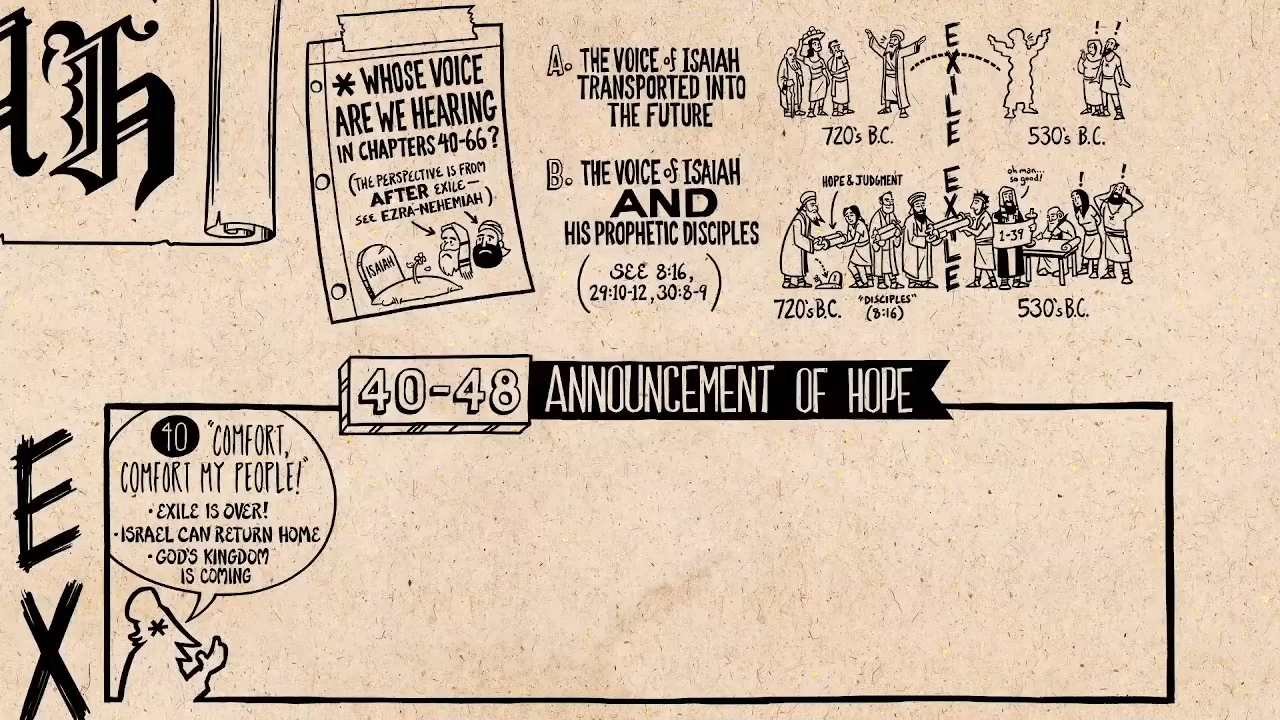 h
* WHOSE VOICE
ARE WE HEARING
IN CHAPTERS 40-66?
(THE PERSPECTIVE IS FROM
AFTER EXILE—
SEE EZRA-NEHEMIAH)
ISAIAH
A. THE VOICE of ISAIAH
TRANSPORTED INTO
THE FUTURE
EXILE
! !
720's B.C.
530's B.C.
B. THE VOICE of ISAIAH
AND
HIS PROPHETIC DISCIPLES
(SEE 8:16,
29:10-12, 30:8-9)
HOPE & JUDGMENT
EXILE
oh man...
so good!
! !
1-39
720's B.C.
"DISCIPLES"
(8:16)
530's B.C.
40-48 ANNOUNCEMENT OF HOPE
40 "COMFORT,
COMFORT MY PEOPLE!"
• EXILE IS OVER!
• ISRAEL CAN RETURN HOME
• GOD'S KINGDOM
IS COMING
*
E
X